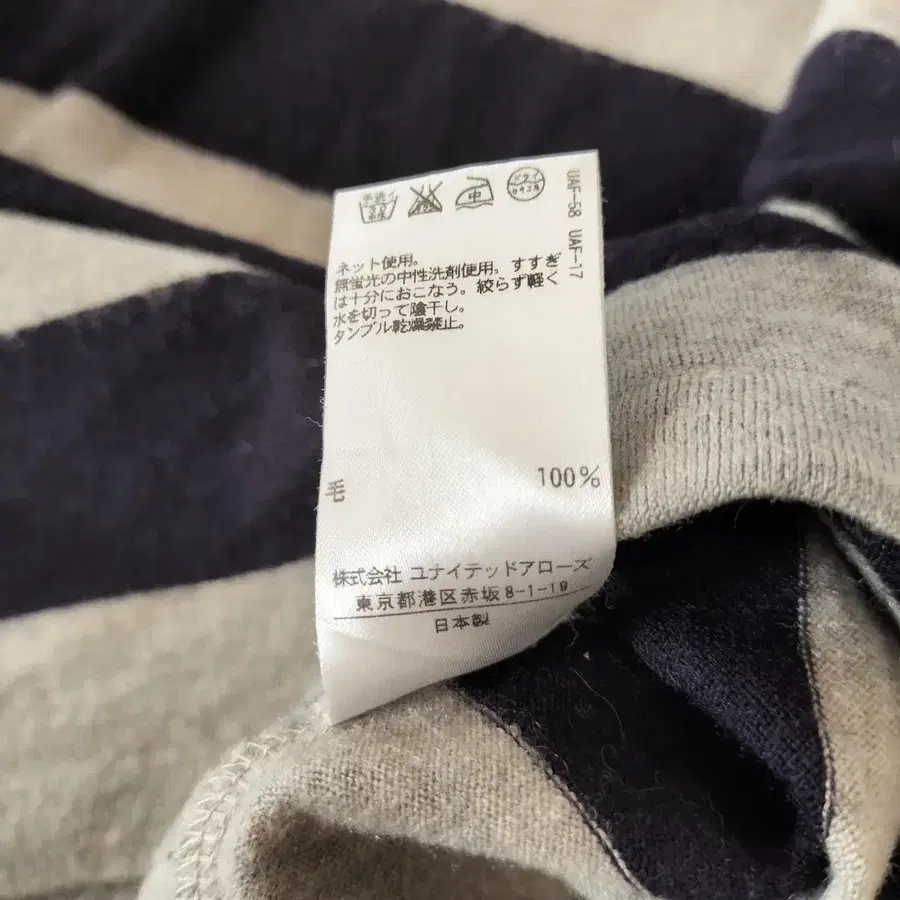 手洗イ
中
ドライ
UAF-58 UAF-17
ネット使用。
無蛍光の中性洗剤使用。すすぎ
は十分におこなう。絞らず軽く
水を切って陰干し。
タンブル乾燥禁止。
毛 100%
株式会社 ユナイテッドアローズ
東京都港区赤坂8-1-19
日本製